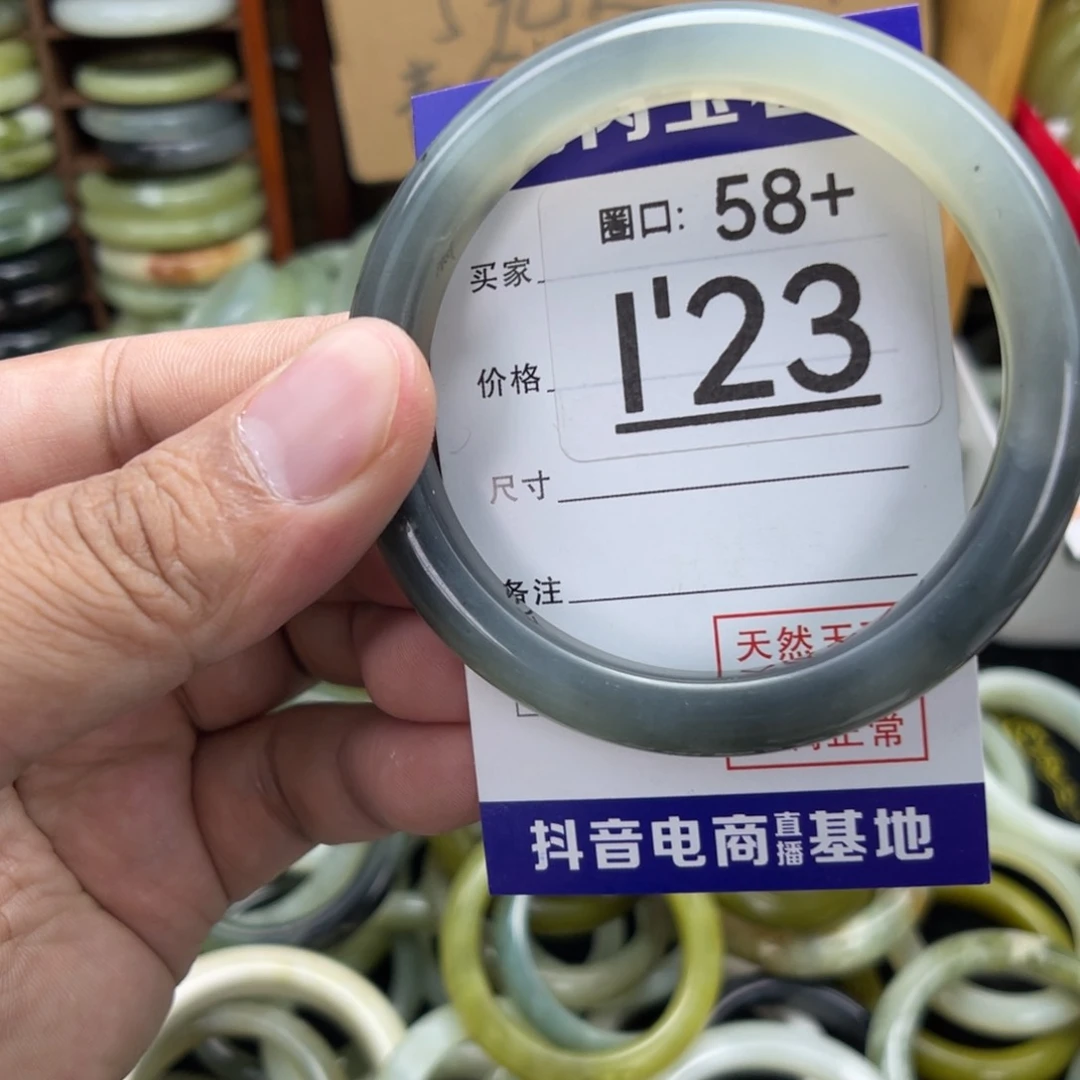 圈口: 58+
买家
1'23
价格
尺寸
备注
天然
正常
抖音电商直播基地